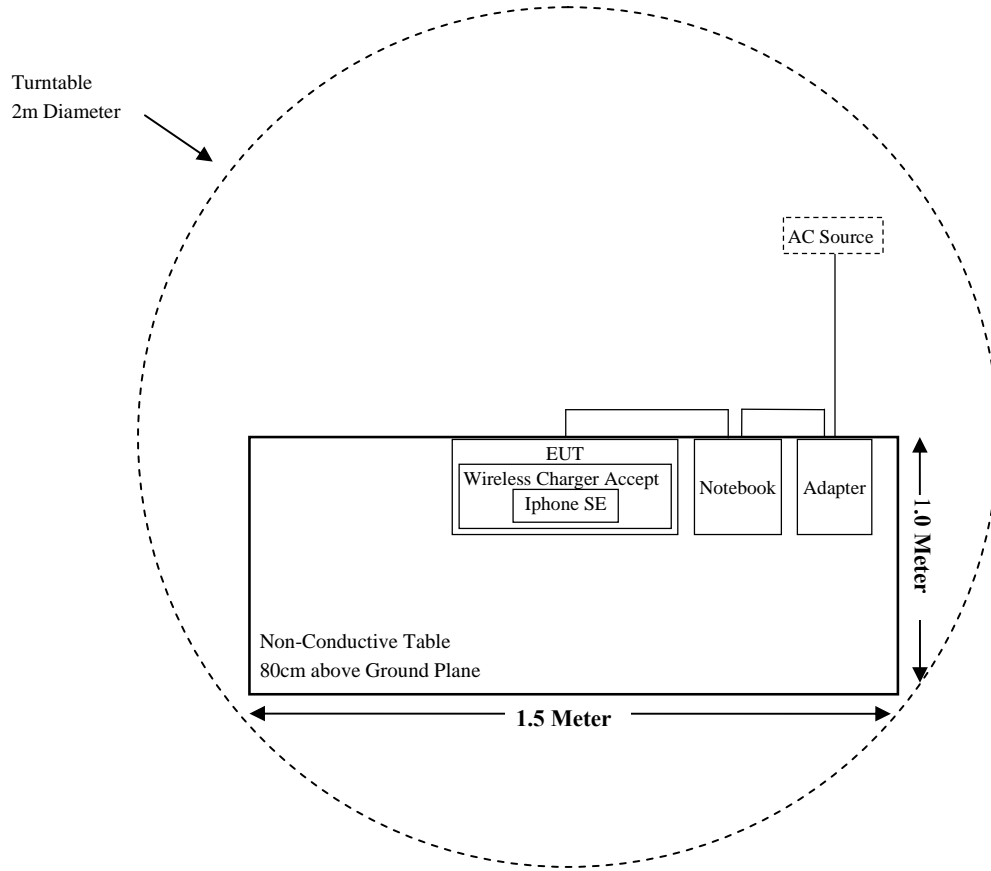 Turntable
2m Diameter
AC Source
EUT
Wireless Charger Accept
Iphone SE
Notebook
Adapter
1.0 Meter
Non-Conductive Table
80cm above Ground Plane
1.5 Meter